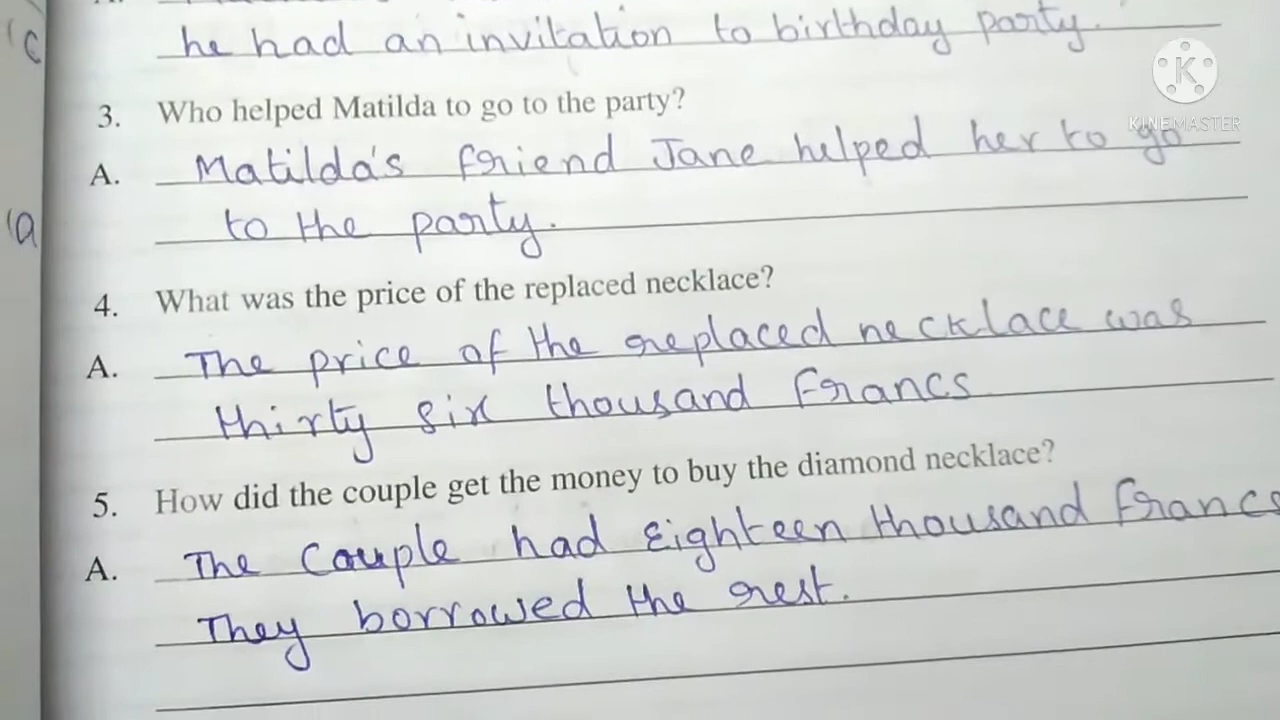 he had an invitation to birthday party.
3. Who helped Matilda to go to the party?
A. Matilda's friend Jane helped her to go
to the party.
4. What was the price of the replaced necklace?
A. The price of the replaced necklace was
thirty six thousand Francs
5. How did the couple get the money to buy the diamond necklace?
A. The Couple had Eighteen thousand Francs
They borrowed the rest.
K
KINEMASTER